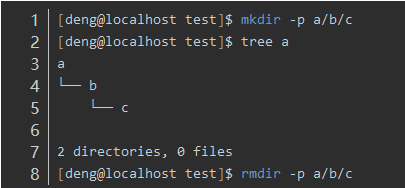 1 [deng@localhost test]$ mkdir -p a/b/c
2 [deng@localhost test]$ tree a
3 a
4 └── b
5     └── c
6
7 2 directories, 0 files
8 [deng@localhost test]$ rmdir -p a/b/c